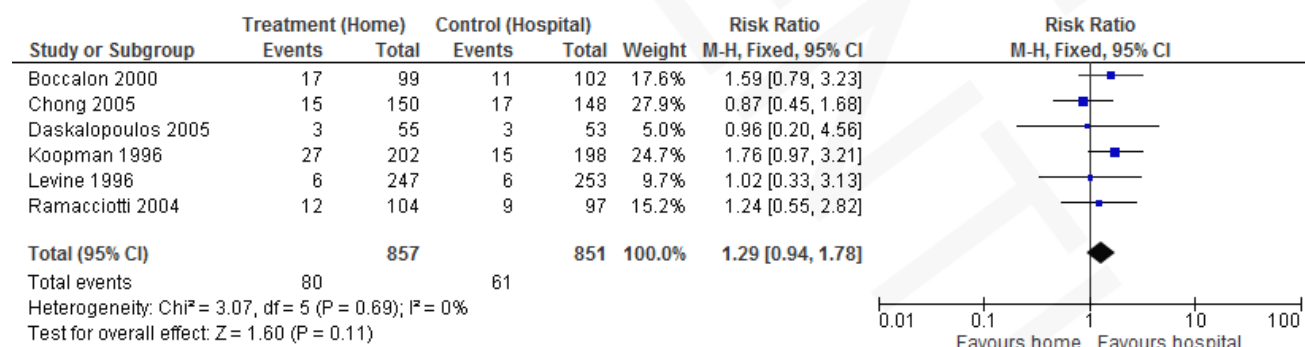 Treatment (Home) Control (Hospital) Risk Ratio Risk Ratio
Study or Subgroup Events Total Events Total Weight M-H, Fixed, 95% CI M-H, Fixed, 95% CI
Boccalon 2000 17 99 11 102 17.6% 1.59 [0.79, 3.23]
Chong 2005 15 150 17 148 27.9% 0.87 [0.45, 1.68]
Daskalopoulos 2005 3 55 3 53 5.0% 0.96 [0.20, 4.56]
Koopman 1996 27 202 15 198 24.7% 1.76 [0.97, 3.21]
Levine 1996 6 247 6 253 9.7% 1.02 [0.33, 3.13]
Ramacciotti 2004 12 104 9 97 15.2% 1.24 [0.55, 2.82]
Total (95% CI) 857 851 100.0% 1.29 [0.94, 1.78]
Total events 80 61
Heterogeneity: Chi² = 3.07, df = 5 (P = 0.69); I² = 0%
Test for overall effect: Z = 1.60 (P = 0.11)
0.01 0.1 1 10 100
Favours home Favours hospital